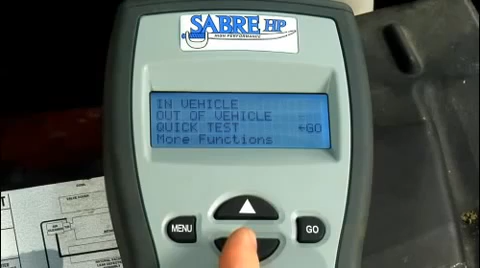 SABRE HP
HIGH PERFORMANCE
IN VEHICLE
OUT OF VEHICLE
QUICK TEST ←GO
More Functions
MENU
GO